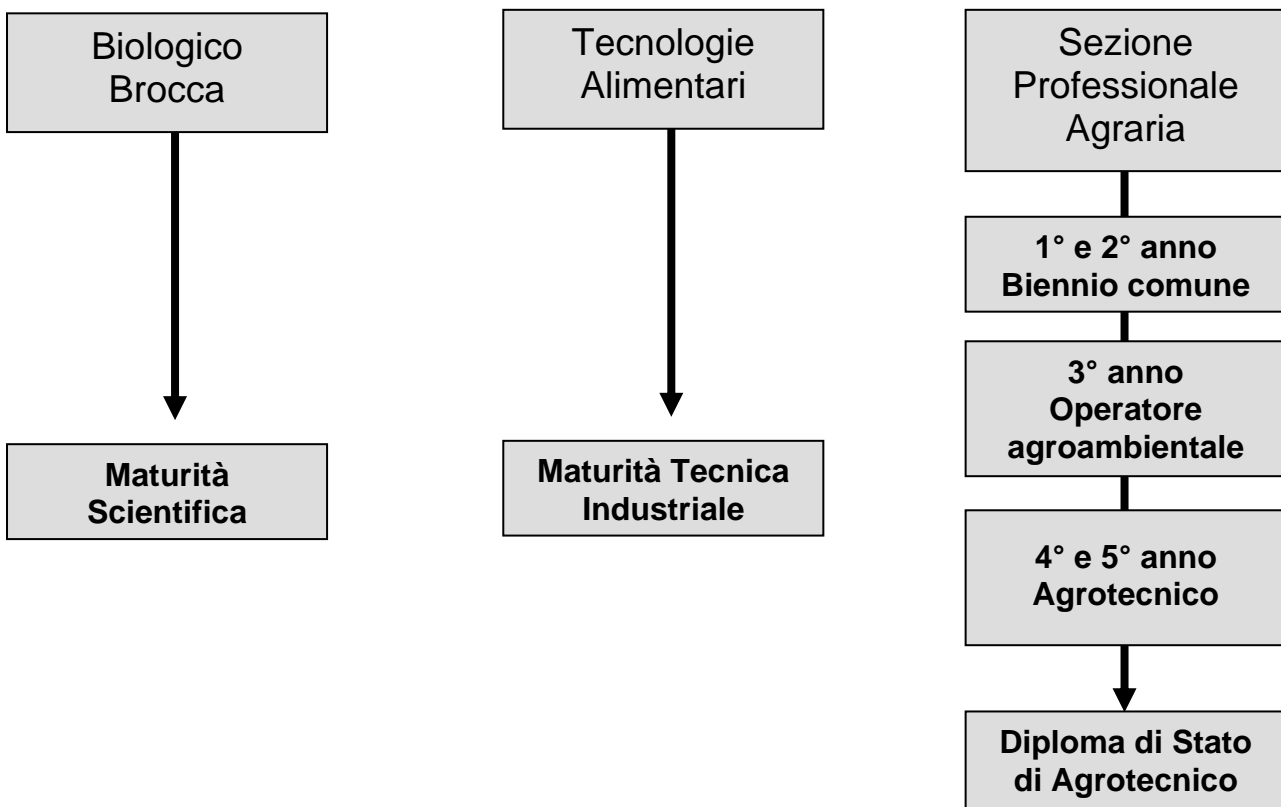 Biologico
Brocca
Tecnologie
Alimentari
Sezione
Professionale
Agraria
1° e 2° anno
Biennio comune
3° anno
Operatore
agroambientale
Maturità
Scientifica
Maturità Tecnica
Industriale
4° e 5° anno
Agrotecnico
Diploma di Stato
di Agrotecnico